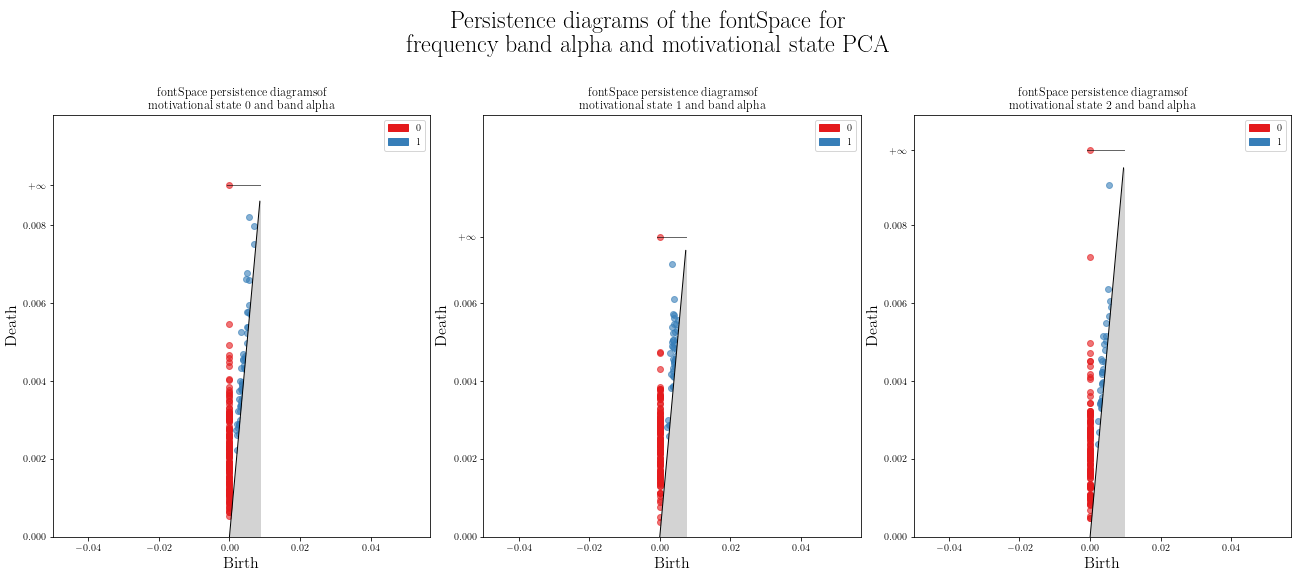 Persistence diagrams of the fontSpace for
frequency band alpha and motivational state PCA
fontSpace persistence diagramsof
motivational state 0 and band alpha
0
1
+∞
0.008
0.006
0.004
0.002
0.000
Death
−0.04
−0.02
0.00
0.02
0.04
Birth
fontSpace persistence diagramsof
motivational state 1 and band alpha
0
1
+∞
0.006
0.004
0.002
0.000
Death
−0.04
−0.02
0.00
0.02
0.04
Birth
fontSpace persistence diagramsof
motivational state 2 and band alpha
0
1
+∞
0.008
0.006
0.004
0.002
0.000
Death
−0.04
−0.02
0.00
0.02
0.04
Birth